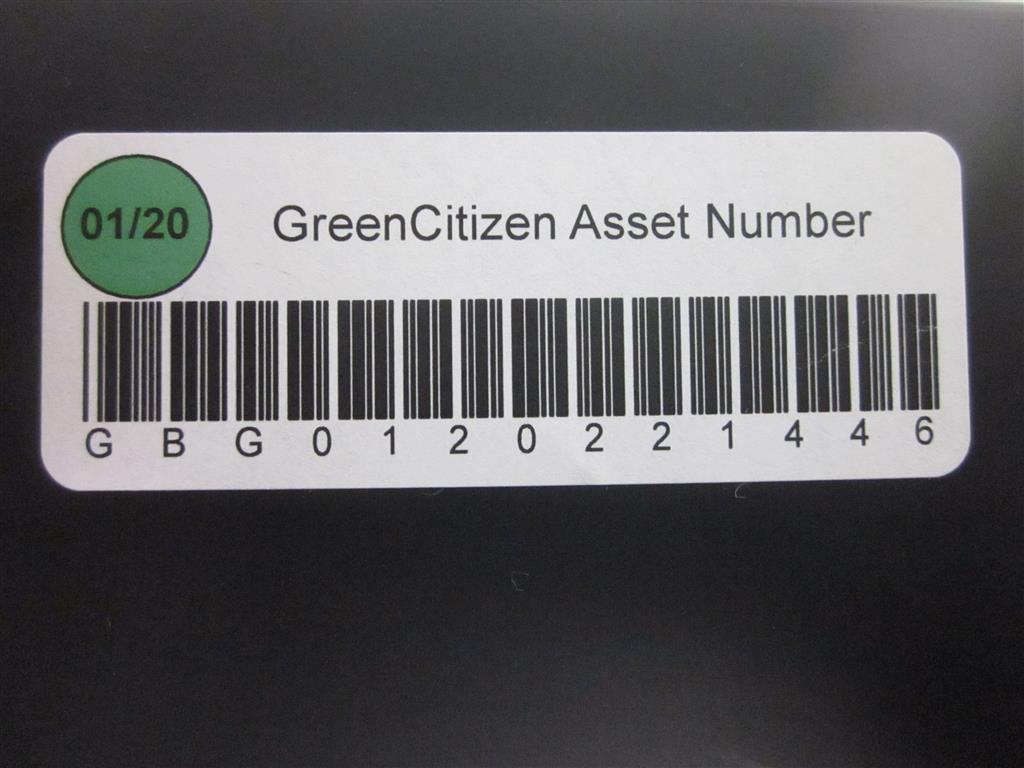 01/20
GreenCitizen Asset Number
G B G 0 1 2 0 2 2 1 4 4 6